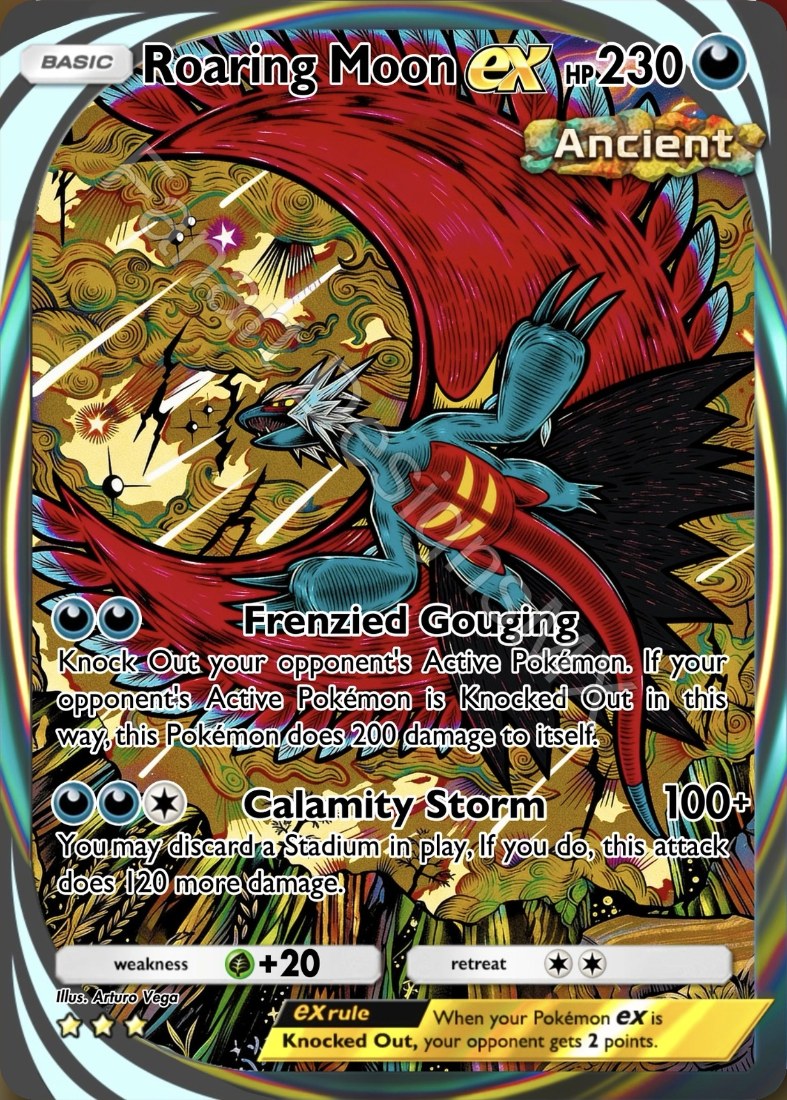 BASIC Roaring Moon ex HP 230
Ancient
Frenzied Gouging
Knock Out your opponent's Active Pokémon. If your
opponent's Active Pokémon is Knocked Out in this
way, this Pokémon does 200 damage to itself.
Calamity Storm 100+
You may discard a Stadium in play, If you do, this attack
does 120 more damage.
weakness +20 retreat
Illus. Arturo Vega
ex rule
When your Pokémon ex is
Knocked Out, your opponent gets 2 points.